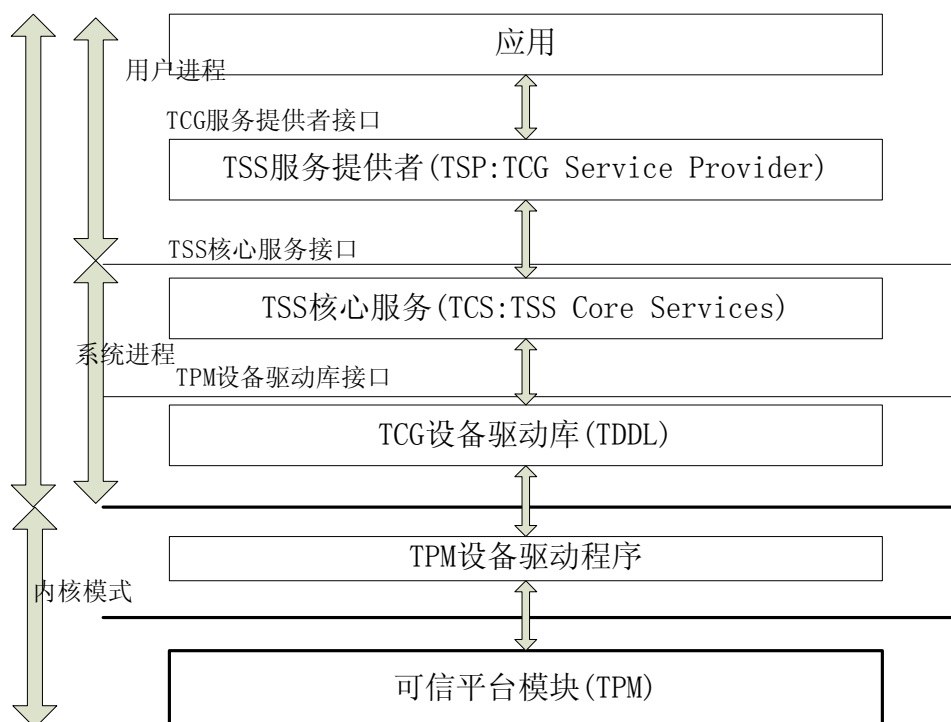 应用
用户进程
TCG服务提供者接口
TSS服务提供者(TSP:TCG Service Provider)
TSS核心服务接口
TSS核心服务(TCS:TSS Core Services)
系统进程
TPM设备驱动库接口
TCG设备驱动库(TDDL)
TPM设备驱动程序
内核模式
可信平台模块(TPM)